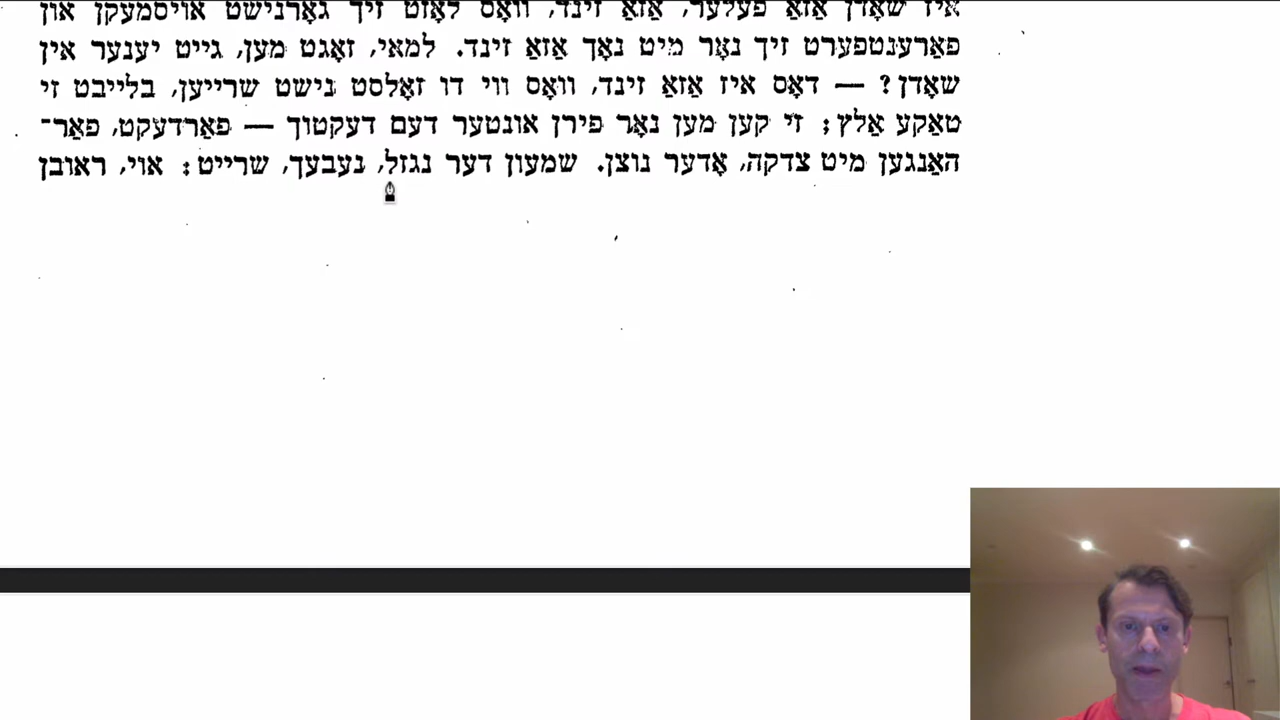 איז שאָדן אַזאַ פעלער, אַזאַ זינד, וואָס לאָזט זיך גאָרנישט אויסמעקן און
פאַרענטפערט זיך נאָר מיט נאָך אַזאַ זינד. למאי, זאָגט מען, גייט יענער אין
שאָדן? — דאָס איז אַזאַ זינד, וואָס ווי דו זאָלסט נישט שרייען, בלייבט זי
טאַקע אַלץ; זי קען מען נאָר פירן אונטער דעם דעקטוך — פאַרדעקט, פאַר־
האַנגען מיט צדקה, אָדער נוצן. שמעון דער נגזל, נעבעך, שרייט: אוי, ראובן